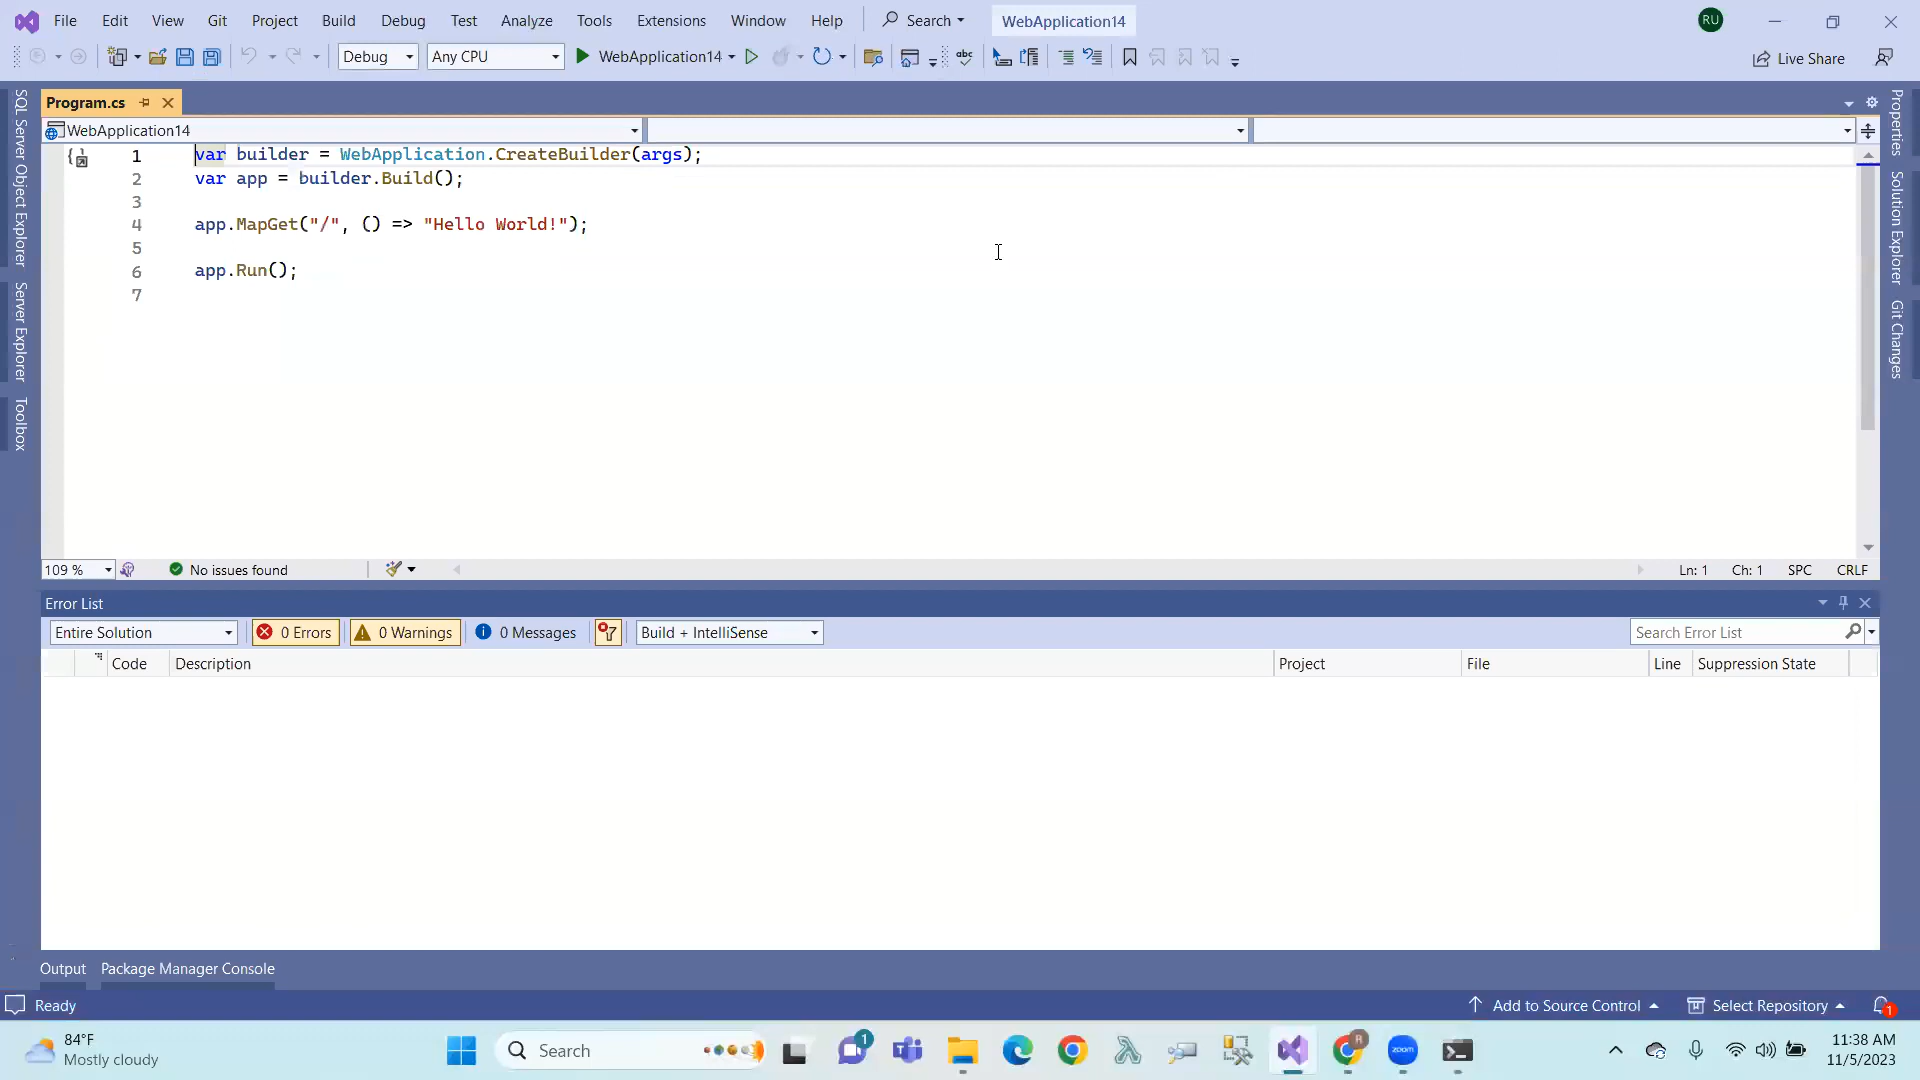 File Edit View Git Project Build Debug Test Analyze Tools Extensions Window Help Search WebApplication14 RU
Debug Any CPU WebApplication14 abc Live Share
Program.cs
WebApplication14
1 var builder = WebApplication.CreateBuilder(args);
2 var app = builder.Build();
3
4 app.MapGet("/", () => "Hello World!");
5
6 app.Run();
7
SQL Server Object Explorer
Server Explorer
Toolbox
Properties
Solution Explorer
Git Changes
109 % No issues found Ln: 1 Ch: 1 SPC CRLF
Error List
Entire Solution 0 Errors 0 Warnings 0 Messages Build + IntelliSense Search Error List
Code Description Project File Line Suppression State
Output Package Manager Console
Ready Add to Source Control Select Repository 1
84°F
Mostly cloudy
Search 1 R zoom
11:38 AM
11/5/2023